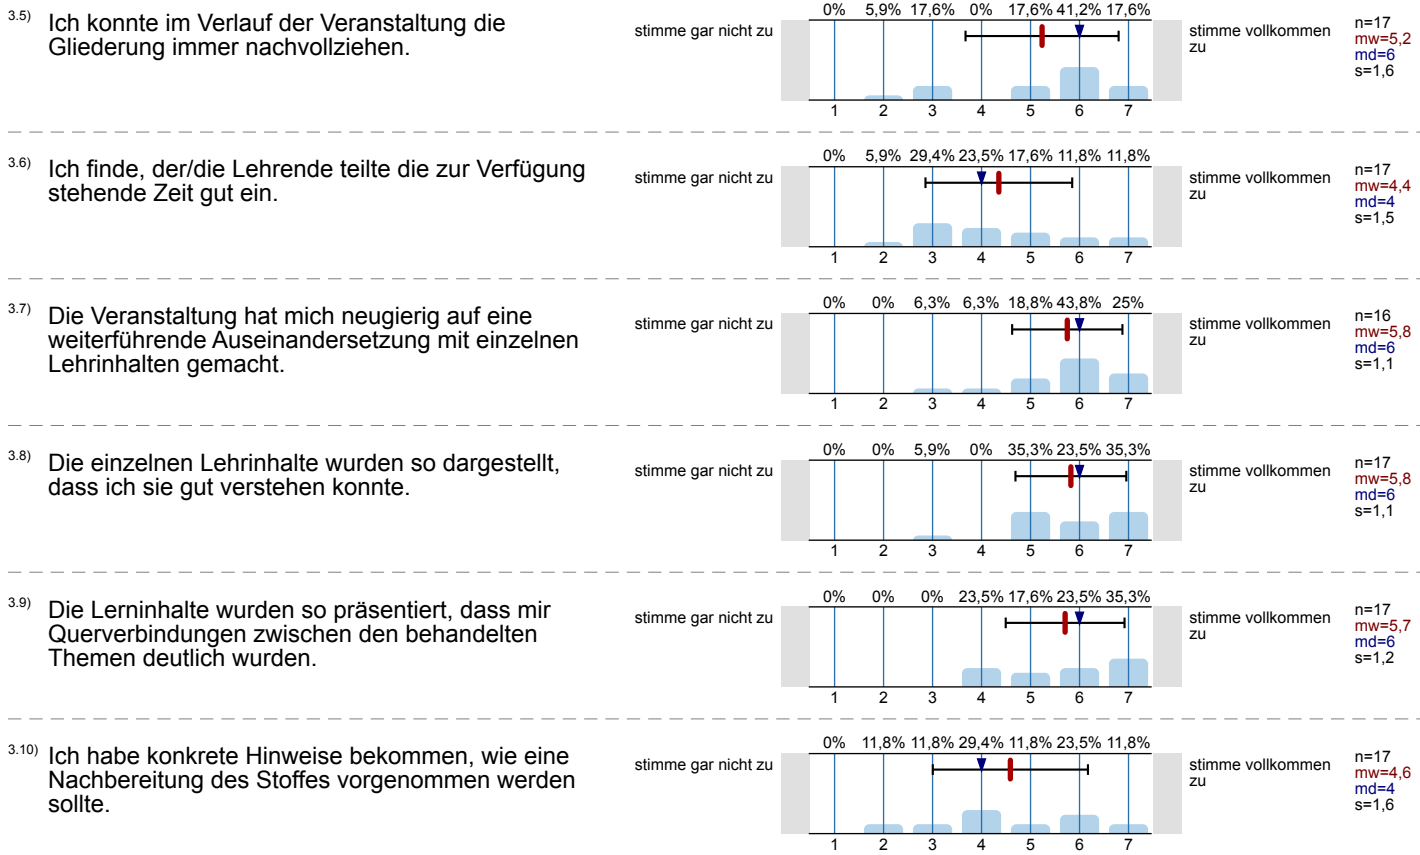 3.5) Ich konnte im Verlauf der Veranstaltung die
Gliederung immer nachvollziehen.
stimme gar nicht zu
0% 5,9% 17,6% 0% 17,6% 41,2% 17,6%
1 2 3 4 5 6 7
stimme vollkommen
zu
n=17
mw=5,2
md=6
s=1,6
3.6) Ich finde, der/die Lehrende teilte die zur Verfügung
stehende Zeit gut ein.
stimme gar nicht zu
0% 5,9% 29,4% 23,5% 17,6% 11,8% 11,8%
1 2 3 4 5 6 7
stimme vollkommen
zu
n=17
mw=4,4
md=4
s=1,5
3.7) Die Veranstaltung hat mich neugierig auf eine
weiterführende Auseinandersetzung mit einzelnen
Lehrinhalten gemacht.
stimme gar nicht zu
0% 0% 6,3% 6,3% 18,8% 43,8% 25%
1 2 3 4 5 6 7
stimme vollkommen
zu
n=16
mw=5,8
md=6
s=1,1
3.8) Die einzelnen Lehrinhalte wurden so dargestellt,
dass ich sie gut verstehen konnte.
stimme gar nicht zu
0% 0% 5,9% 0% 35,3% 23,5% 35,3%
1 2 3 4 5 6 7
stimme vollkommen
zu
n=17
mw=5,8
md=6
s=1,1
3.9) Die Lerninhalte wurden so präsentiert, dass mir
Querverbindungen zwischen den behandelten
Themen deutlich wurden.
stimme gar nicht zu
0% 0% 0% 23,5% 17,6% 23,5% 35,3%
1 2 3 4 5 6 7
stimme vollkommen
zu
n=17
mw=5,7
md=6
s=1,2
3.10) Ich habe konkrete Hinweise bekommen, wie eine
Nachbereitung des Stoffes vorgenommen werden
sollte.
stimme gar nicht zu
0% 11,8% 11,8% 29,4% 11,8% 23,5% 11,8%
1 2 3 4 5 6 7
stimme vollkommen
zu
n=17
mw=4,6
md=4
s=1,6